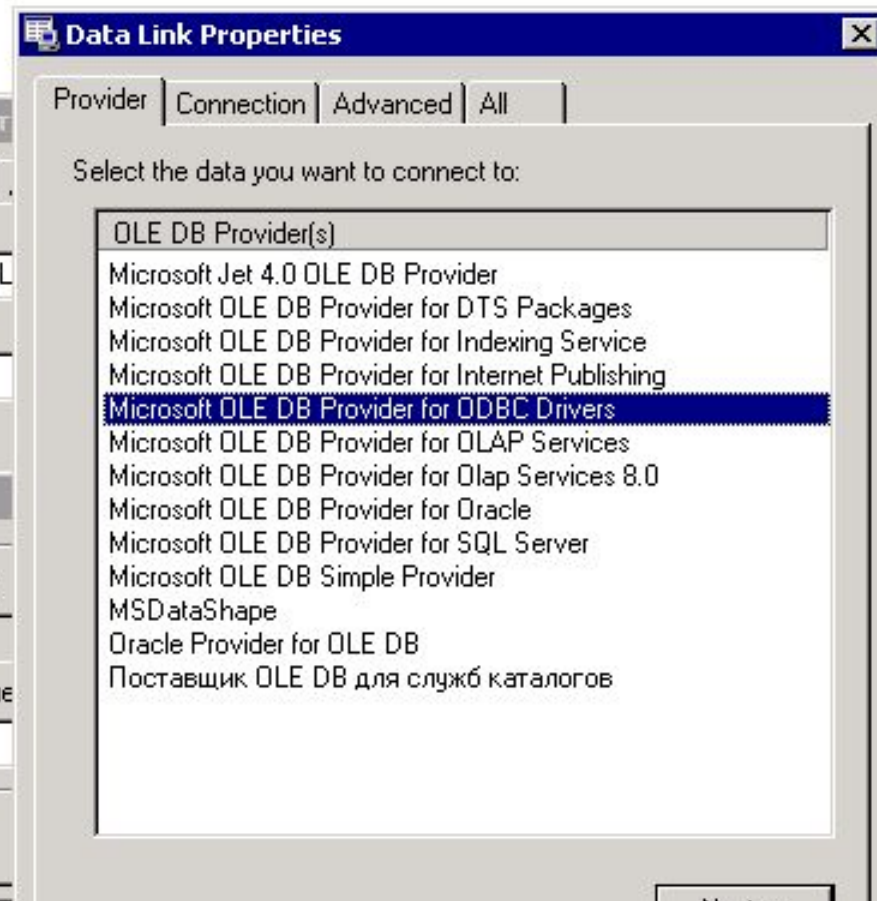 Data Link Properties
Provider Connection Advanced All
Select the data you want to connect to:
OLE DB Provider(s)
Microsoft Jet 4.0 OLE DB Provider
Microsoft OLE DB Provider for DTS Packages
Microsoft OLE DB Provider for Indexing Service
Microsoft OLE DB Provider for Internet Publishing
Microsoft OLE DB Provider for ODBC Drivers
Microsoft OLE DB Provider for OLAP Services
Microsoft OLE DB Provider for Olap Services 8.0
Microsoft OLE DB Provider for Oracle
Microsoft OLE DB Provider for SQL Server
Microsoft OLE DB Simple Provider
MSDataShape
Oracle Provider for OLE DB
Поставщик OLE DB для служб каталогов